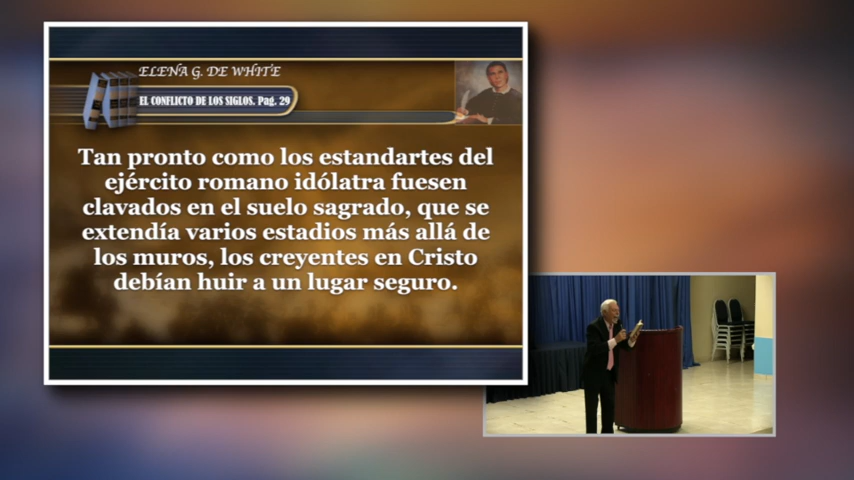 ELENA G. DE WHITE
EL CONFLICTO DE LOS SIGLOS. Pag. 29
Tan pronto como los estandartes del
ejército romano idólatra fuesen
clavados en el suelo sagrado, que se
extendía varios estadios más allá de
los muros, los creyentes en Cristo
debían huir a un lugar seguro.